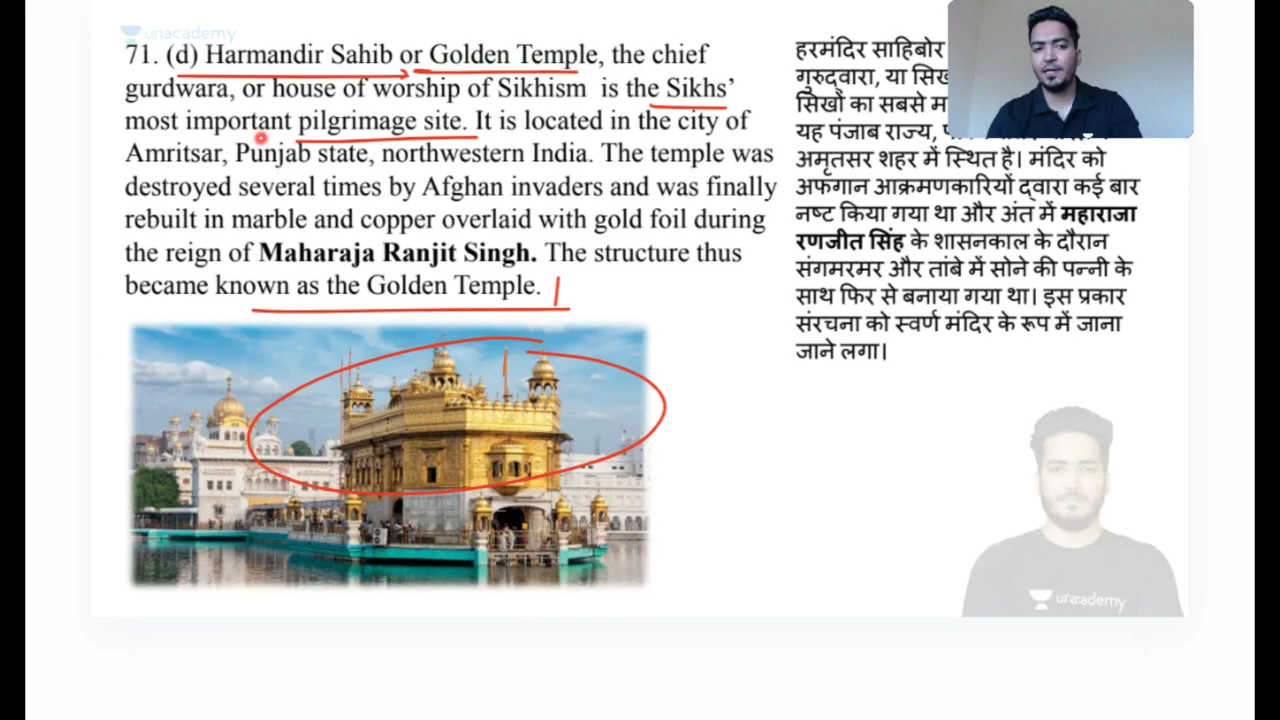 unacademy
71. (d) Harmandir Sahib or Golden Temple, the chief
gurdwara, or house of worship of Sikhism is the Sikhs’
most important pilgrimage site. It is located in the city of
Amritsar, Punjab state, northwestern India. The temple was
destroyed several times by Afghan invaders and was finally
rebuilt in marble and copper overlaid with gold foil during
the reign of Maharaja Ranjit Singh. The structure thus
became known as the Golden Temple.
हरमंदिर साहिबोर
गुरुद्वारा, या
सिखों का सबसे
यह पंजाब राज्य,
अमृतसर शहर में स्थित है। मंदिर को
अफगान आक्रमणकारियों द्वारा कई बार
नष्ट किया गया था और अंत में महाराजा
रणजीत सिंह के शासनकाल के दौरान
संगमरमर और तांबे में सोने की पन्नी के
साथ फिर से बनाया गया था। इस प्रकार
संरचना को स्वर्ण मंदिर के रूप में जाना
जाने लगा।
unacademy